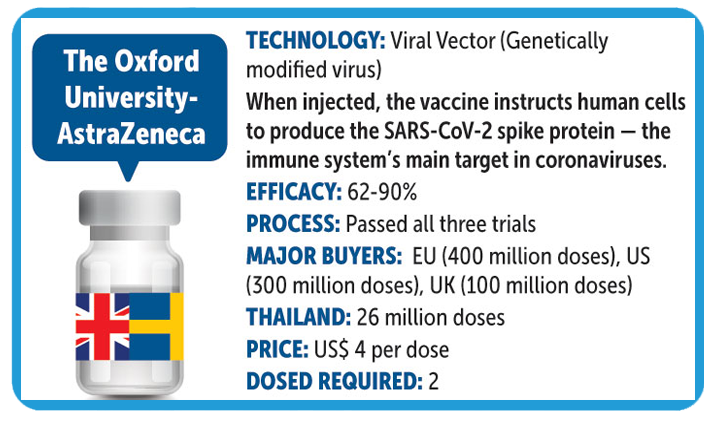 The Oxford
University-
AstraZeneca
TECHNOLOGY: Viral Vector (Genetically
modified virus)
When injected, the vaccine instructs human cells
to produce the SARS-CoV-2 spike protein — the
immune system's main target in coronaviruses.
EFFICACY: 62-90%
PROCESS: Passed all three trials
MAJOR BUYERS: EU (400 million doses), US
(300 million doses), UK (100 million doses)
THAILAND: 26 million doses
PRICE: US$ 4 per dose
DOSED REQUIRED: 2